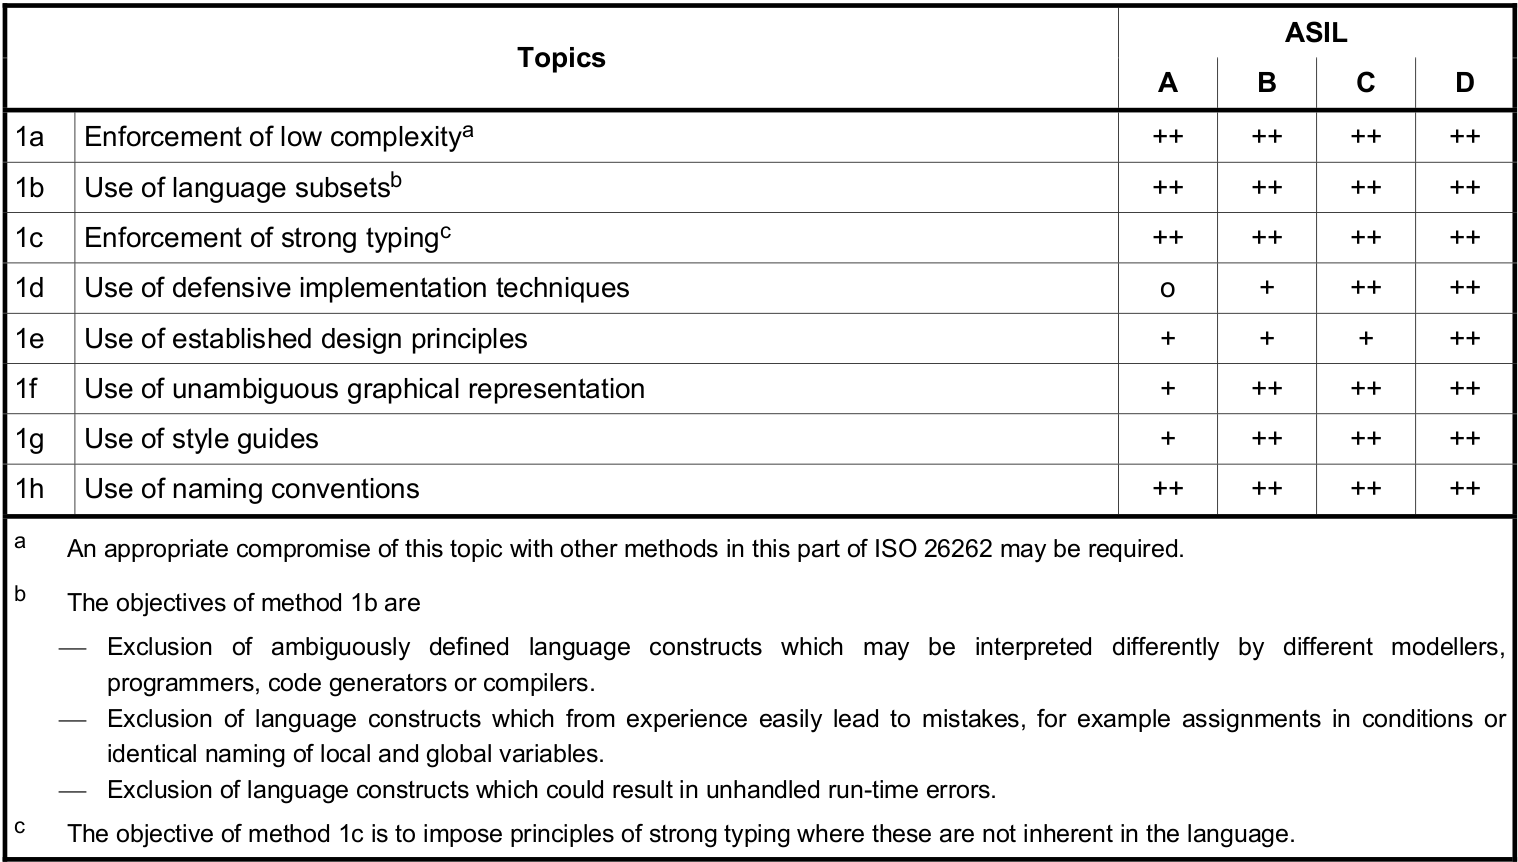 Topics ASIL
A B C D
1a Enforcement of low complexityᵃ ++ ++ ++ ++
1b Use of language subsetsᵇ ++ ++ ++ ++
1c Enforcement of strong typingᶜ ++ ++ ++ ++
1d Use of defensive implementation techniques o + ++ ++
1e Use of established design principles + + + ++
1f Use of unambiguous graphical representation + ++ ++ ++
1g Use of style guides + ++ ++ ++
1h Use of naming conventions ++ ++ ++ ++
a An appropriate compromise of this topic with other methods in this part of ISO 26262 may be required.
b The objectives of method 1b are
— Exclusion of ambiguously defined language constructs which may be interpreted differently by different modellers,
programmers, code generators or compilers.
— Exclusion of language constructs which from experience easily lead to mistakes, for example assignments in conditions or
identical naming of local and global variables.
— Exclusion of language constructs which could result in unhandled run-time errors.
c The objective of method 1c is to impose principles of strong typing where these are not inherent in the language.